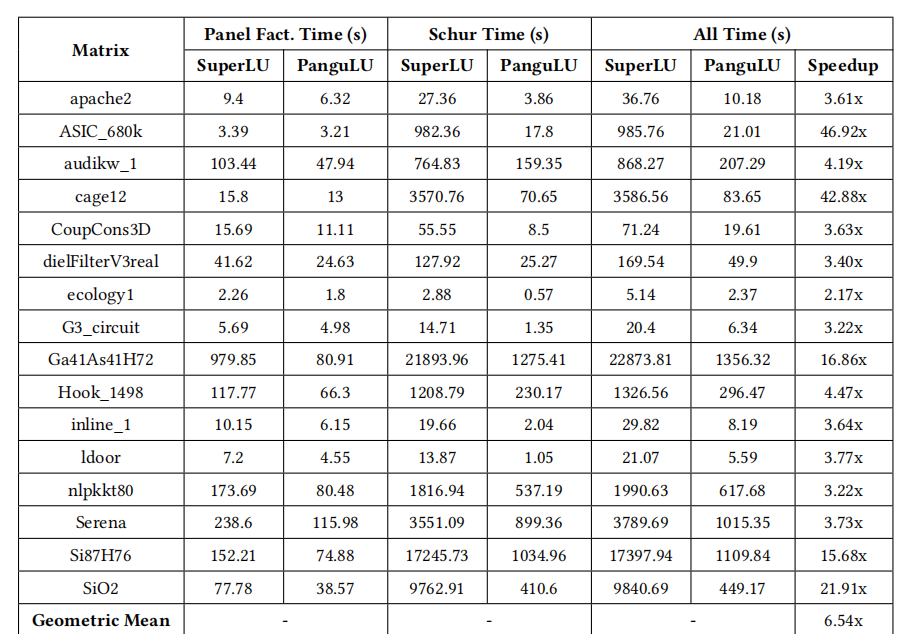 Matrix Panel Fact. Time (s) Schur Time (s) All Time (s)
SuperLU PanguLU SuperLU PanguLU SuperLU PanguLU Speedup
apache2 9.4 6.32 27.36 3.86 36.76 10.18 3.61x
ASIC_680k 3.39 3.21 982.36 17.8 985.76 21.01 46.92x
audikw_1 103.44 47.94 764.83 159.35 868.27 207.29 4.19x
cage12 15.8 13 3570.76 70.65 3586.56 83.65 42.88x
CoupCons3D 15.69 11.11 55.55 8.5 71.24 19.61 3.63x
dielFilterV3real 41.62 24.63 127.92 25.27 169.54 49.9 3.40x
ecology1 2.26 1.8 2.88 0.57 5.14 2.37 2.17x
G3_circuit 5.69 4.98 14.71 1.35 20.4 6.34 3.22x
Ga41As41H72 979.85 80.91 21893.96 1275.41 22873.81 1356.32 16.86x
Hook_1498 117.77 66.3 1208.79 230.17 1326.56 296.47 4.47x
inline_1 10.15 6.15 19.66 2.04 29.82 8.19 3.64x
ldoor 7.2 4.55 13.87 1.05 21.07 5.59 3.77x
nlpkkt80 173.69 80.48 1816.94 537.19 1990.63 617.68 3.22x
Serena 238.6 115.98 3551.09 899.36 3789.69 1015.35 3.73x
Si87H76 152.21 74.88 17245.73 1034.96 17397.94 1109.84 15.68x
SiO2 77.78 38.57 9762.91 410.6 9840.69 449.17 21.91x
Geometric Mean - - - 6.54x